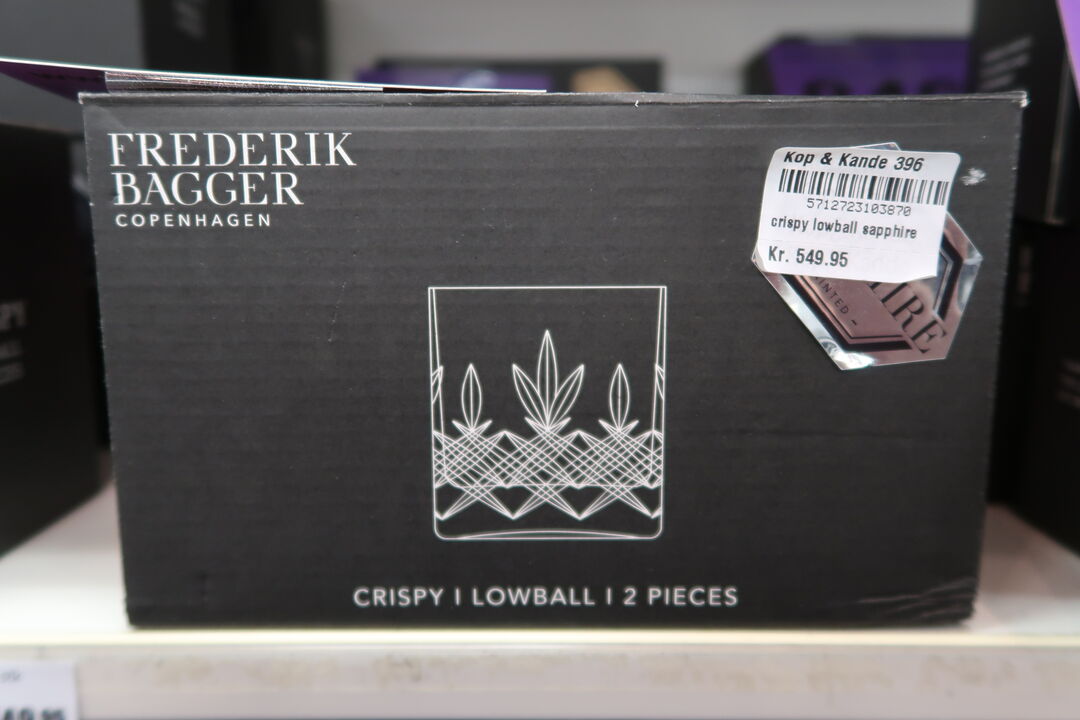 FREDERIK
BAGGER
COPENHAGEN
Kop & Kande 396
5712723103870
crispy lowball sapphire
Kr. 549.95
CRISPY | LOWBALL | 2 PIECES